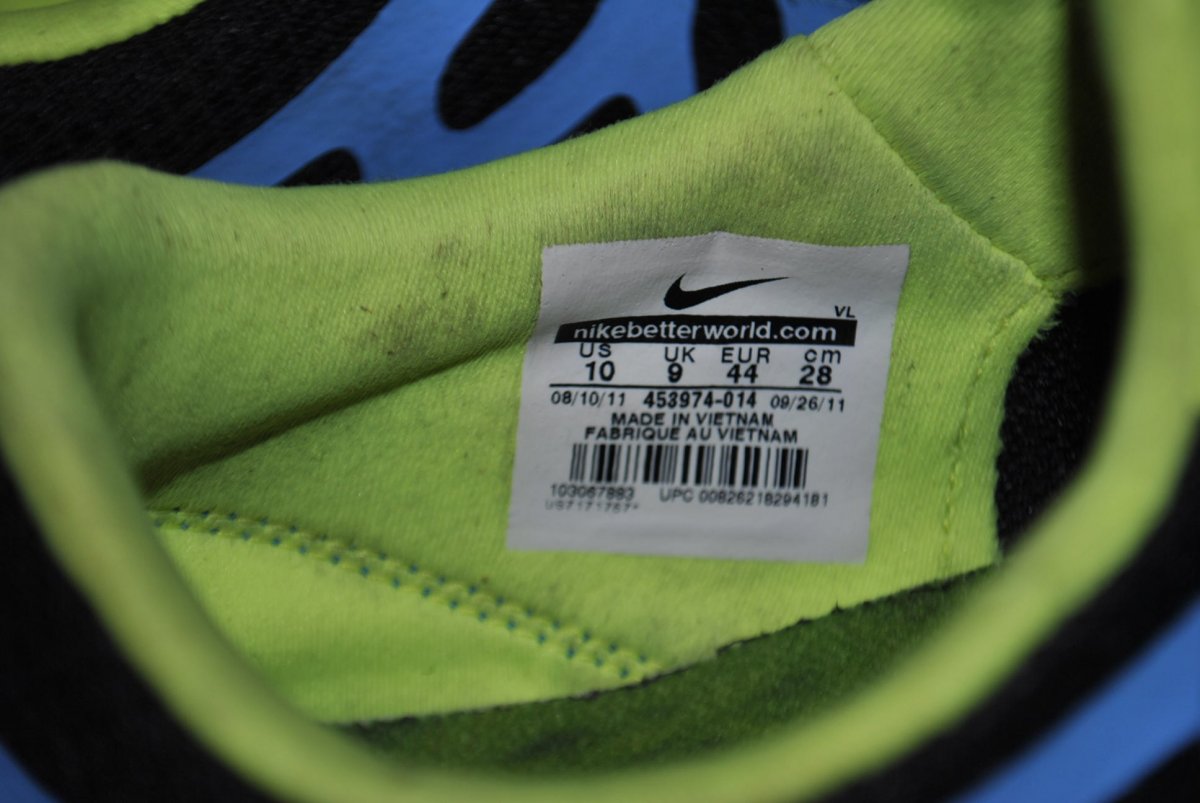 VL
nikebetterworld.com
US UK EUR cm
10 9 44 28
08/10/11 453974-014 09/26/11
MADE IN VIETNAM
FABRIQUE AU VIETNAM
103067883 UPC 00826218294181